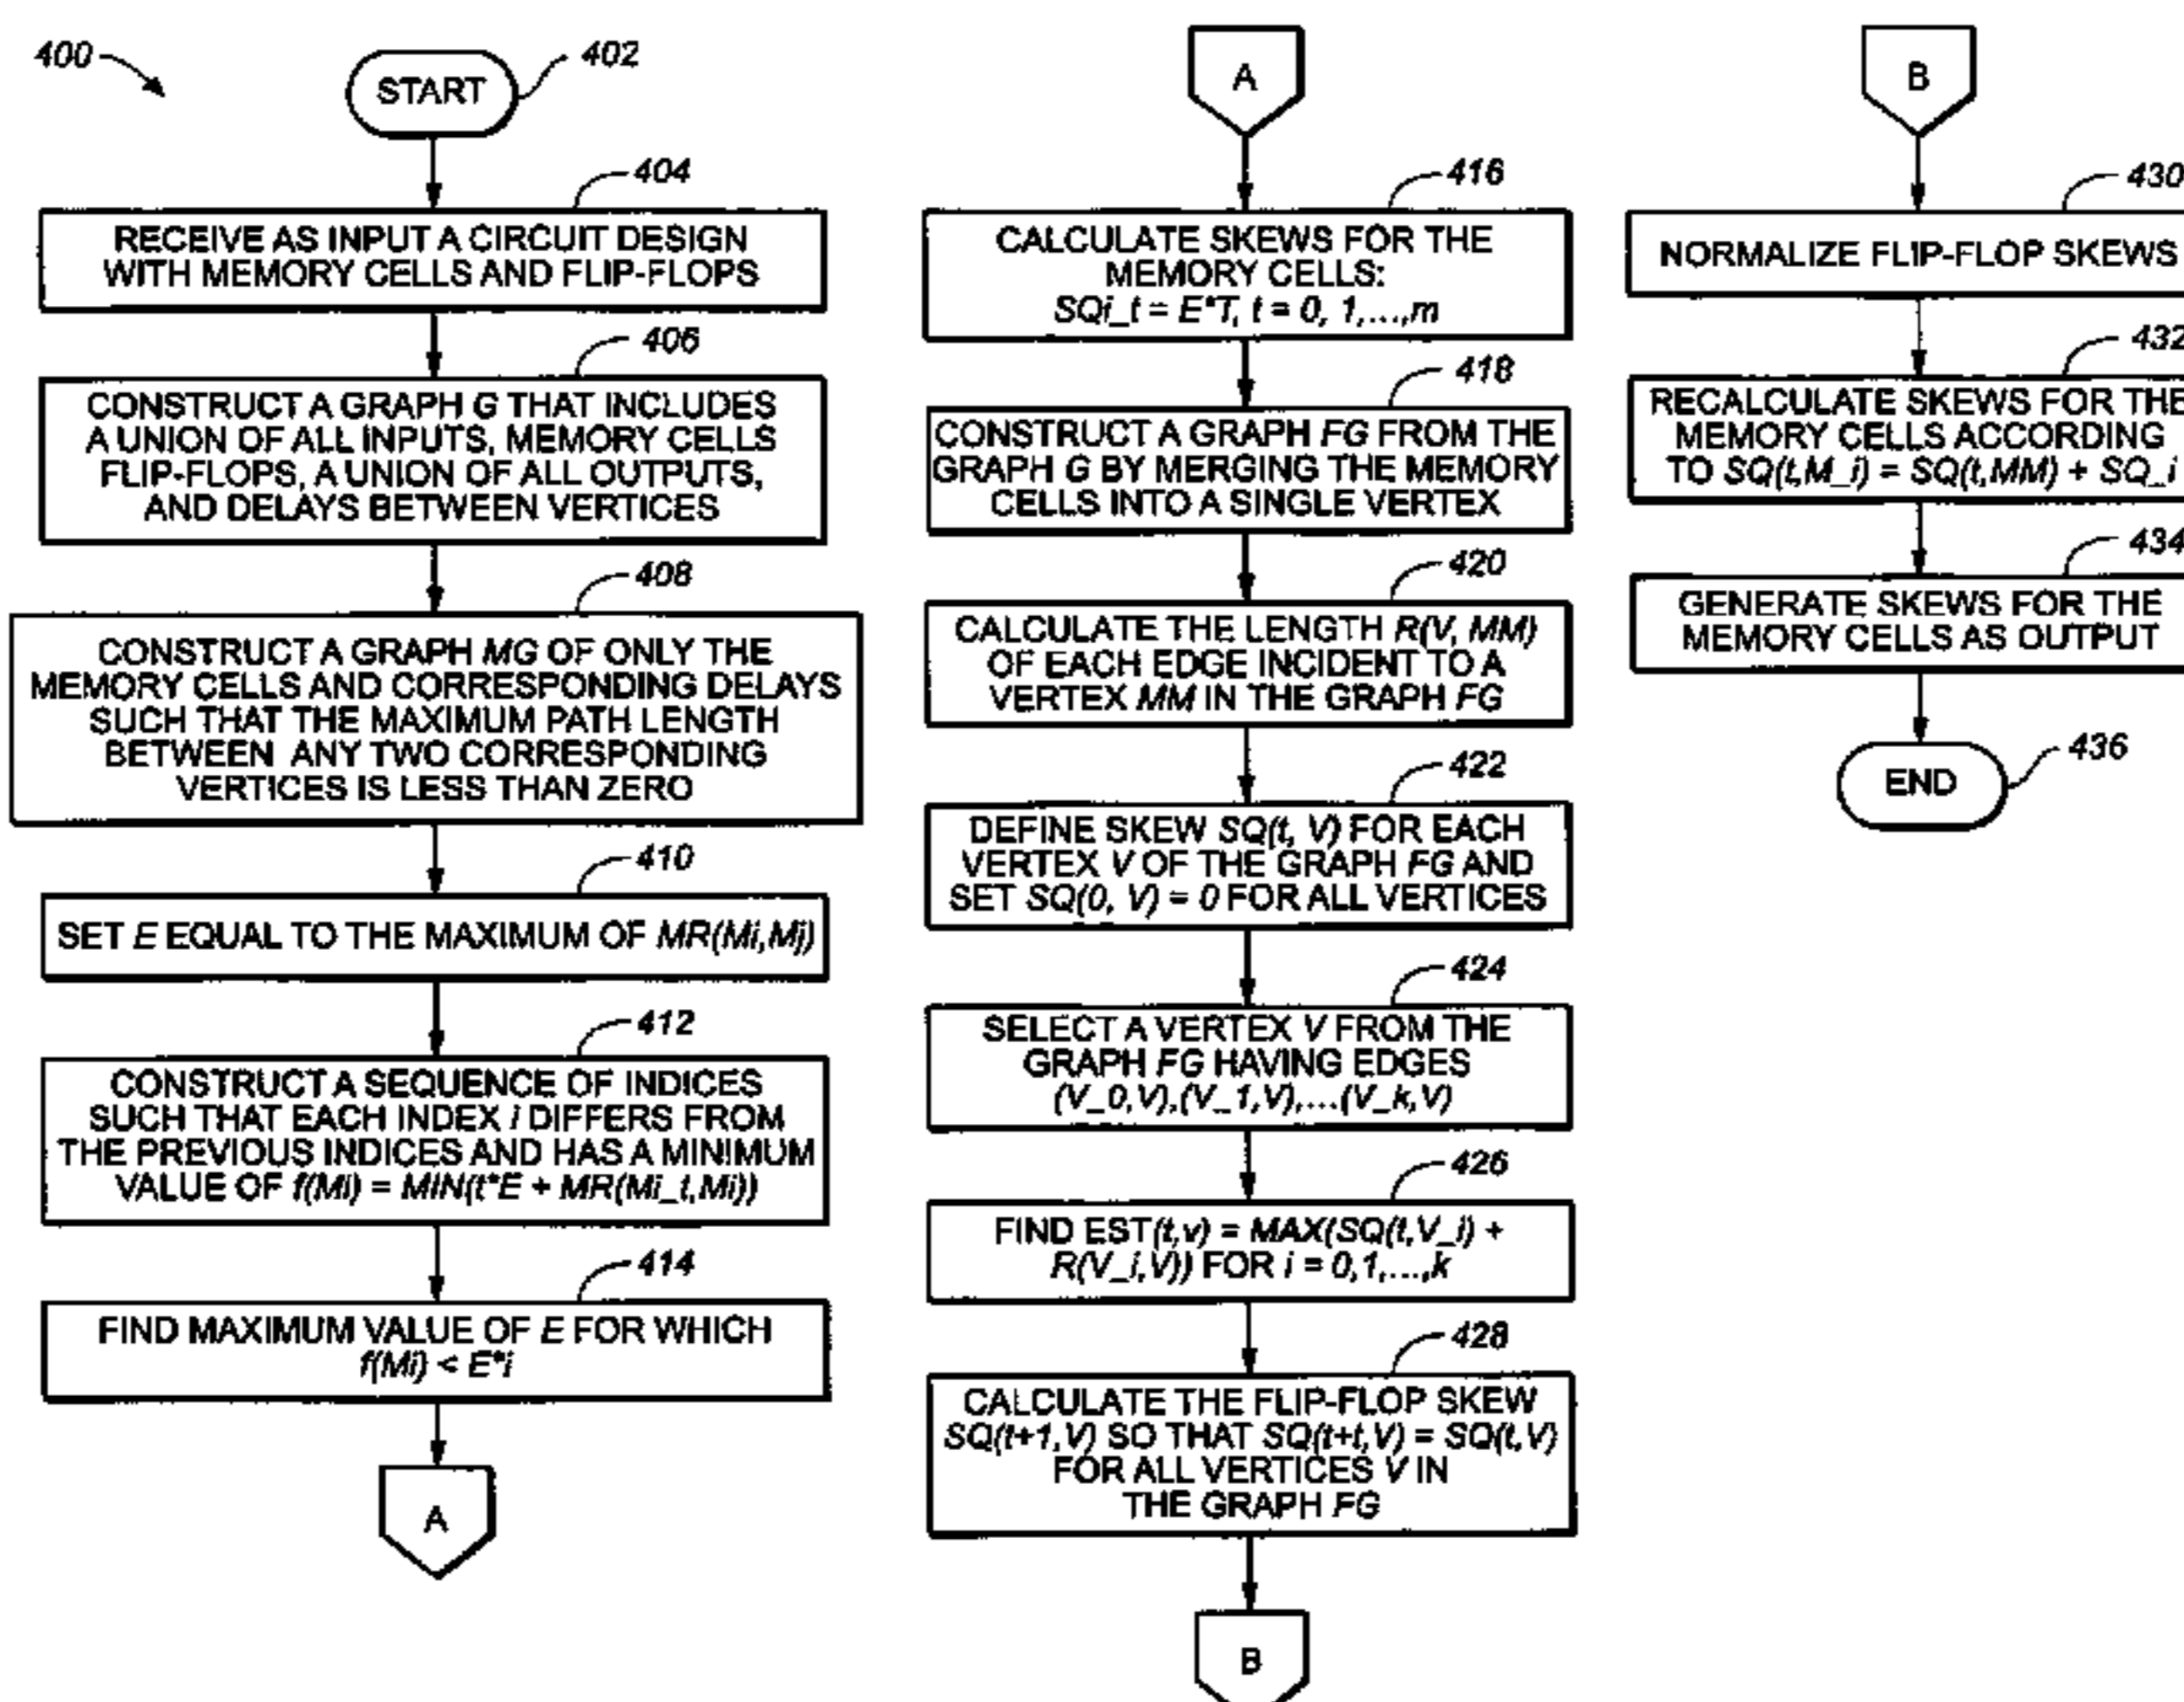 400
START
402
404
RECEIVE AS INPUT A CIRCUIT DESIGN
WITH MEMORY CELLS AND FLIP-FLOPS
406
CONSTRUCT A GRAPH G THAT INCLUDES
A UNION OF ALL INPUTS, MEMORY CELLS
FLIP-FLOPS, A UNION OF ALL OUTPUTS,
AND DELAYS BETWEEN VERTICES
408
CONSTRUCT A GRAPH MG OF ONLY THE
MEMORY CELLS AND CORRESPONDING DELAYS
SUCH THAT THE MAXIMUM PATH LENGTH
BETWEEN ANY TWO CORRESPONDING
VERTICES IS LESS THAN ZERO
410
SET E EQUAL TO THE MAXIMUM OF MR(Mi,Mj)
412
CONSTRUCT A SEQUENCE OF INDICES
SUCH THAT EACH INDEX i DIFFERS FROM
THE PREVIOUS INDICES AND HAS A MINIMUM
VALUE OF f(Mi) = MIN(t*E + MR(Mi_t,Mi))
414
FIND MAXIMUM VALUE OF E FOR WHICH
f(Mi) < E*i
A
A
416
CALCULATE SKEWS FOR THE
MEMORY CELLS:
SQi_t = E*T, t = 0, 1,...,m
418
CONSTRUCT A GRAPH FG FROM THE
GRAPH G BY MERGING THE MEMORY
CELLS INTO A SINGLE VERTEX
420
CALCULATE THE LENGTH R(V, MM)
OF EACH EDGE INCIDENT TO A
VERTEX MM IN THE GRAPH FG
422
DEFINE SKEW SQ(t, V) FOR EACH
VERTEX V OF THE GRAPH FG AND
SET SQ(0, V) = 0 FOR ALL VERTICES
424
SELECT A VERTEX V FROM THE
GRAPH FG HAVING EDGES
(V_0,V),(V_1,V),...(V_k,V)
426
FIND EST(t,v) = MAX(SQ(t,V_i) +
R(V_i,V)) FOR i = 0,1,...,k
428
CALCULATE THE FLIP-FLOP SKEW
SQ(t+1,V) SO THAT SQ(t+t,V) = SQ(t,V)
FOR ALL VERTICES V IN
THE GRAPH FG
B
B
430
NORMALIZE FLIP-FLOP SKEWS
432
RECALCULATE SKEWS FOR THE
MEMORY CELLS ACCORDING
TO SQ(t,M_i) = SQ(t,MM) + SQ_i
434
GENERATE SKEWS FOR THE
MEMORY CELLS AS OUTPUT
END
436